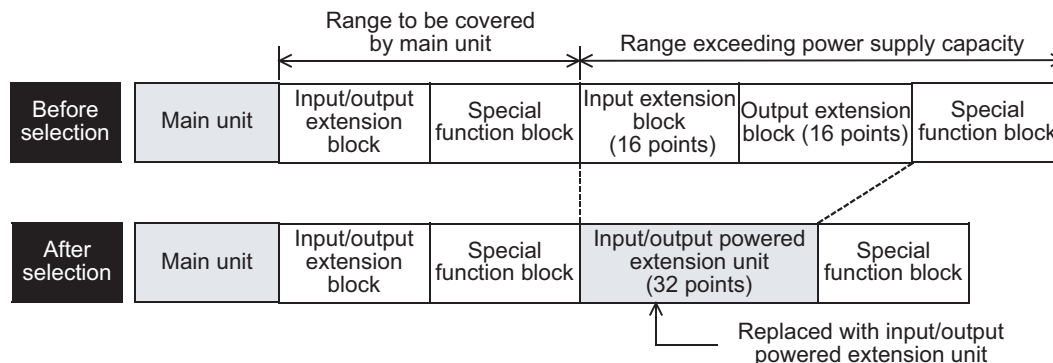 Range to be covered
by main unit
Range exceeding power supply capacity
Before
selection
Main unit
Input/output
extension
block
Special
function block
Input extension
block
(16 points)
Output extension
block (16 points)
Special
function block
After
selection
Main unit
Input/output
extension
block
Special
function block
Input/output powered
extension unit
(32 points)
Special
function block
Replaced with input/output
powered extension unit